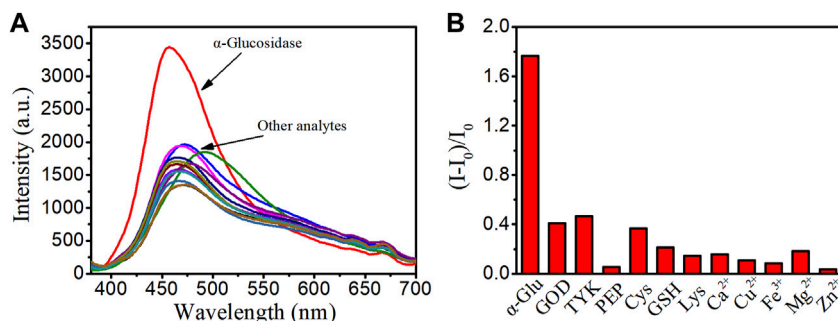 A
Intensity (a.u.)
3500
3000
2500
2000
1500
1000
500
0
α-Glucosidase
Other analytes
400 450 500 550 600 650 700
Wavelength (nm)
B
(I-I₀)/I₀
2.0
1.6
1.2
0.8
0.4
0.0
α-Glu GOD TYK PEP Cys GSH Lys Ca²⁺ Cu²⁺ Fe³⁺ Mg²⁺ Zn²⁺